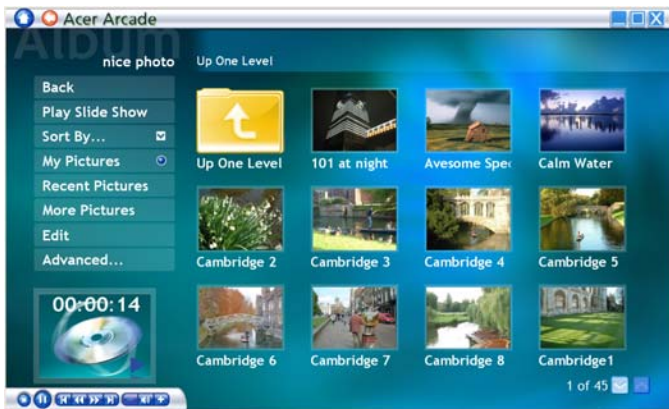 Acer Arcade
Album
nice photo
Up One Level
Back
Play Slide Show
Sort By...
My Pictures
Recent Pictures
More Pictures
Edit
Advanced...
00:00:14
Up One Level
101 at night
Avesome Spec
Calm Water
Cambridge 2
Cambridge 3
Cambridge 4
Cambridge 5
Cambridge 6
Cambridge 7
Cambridge 8
Cambridge1
1 of 45